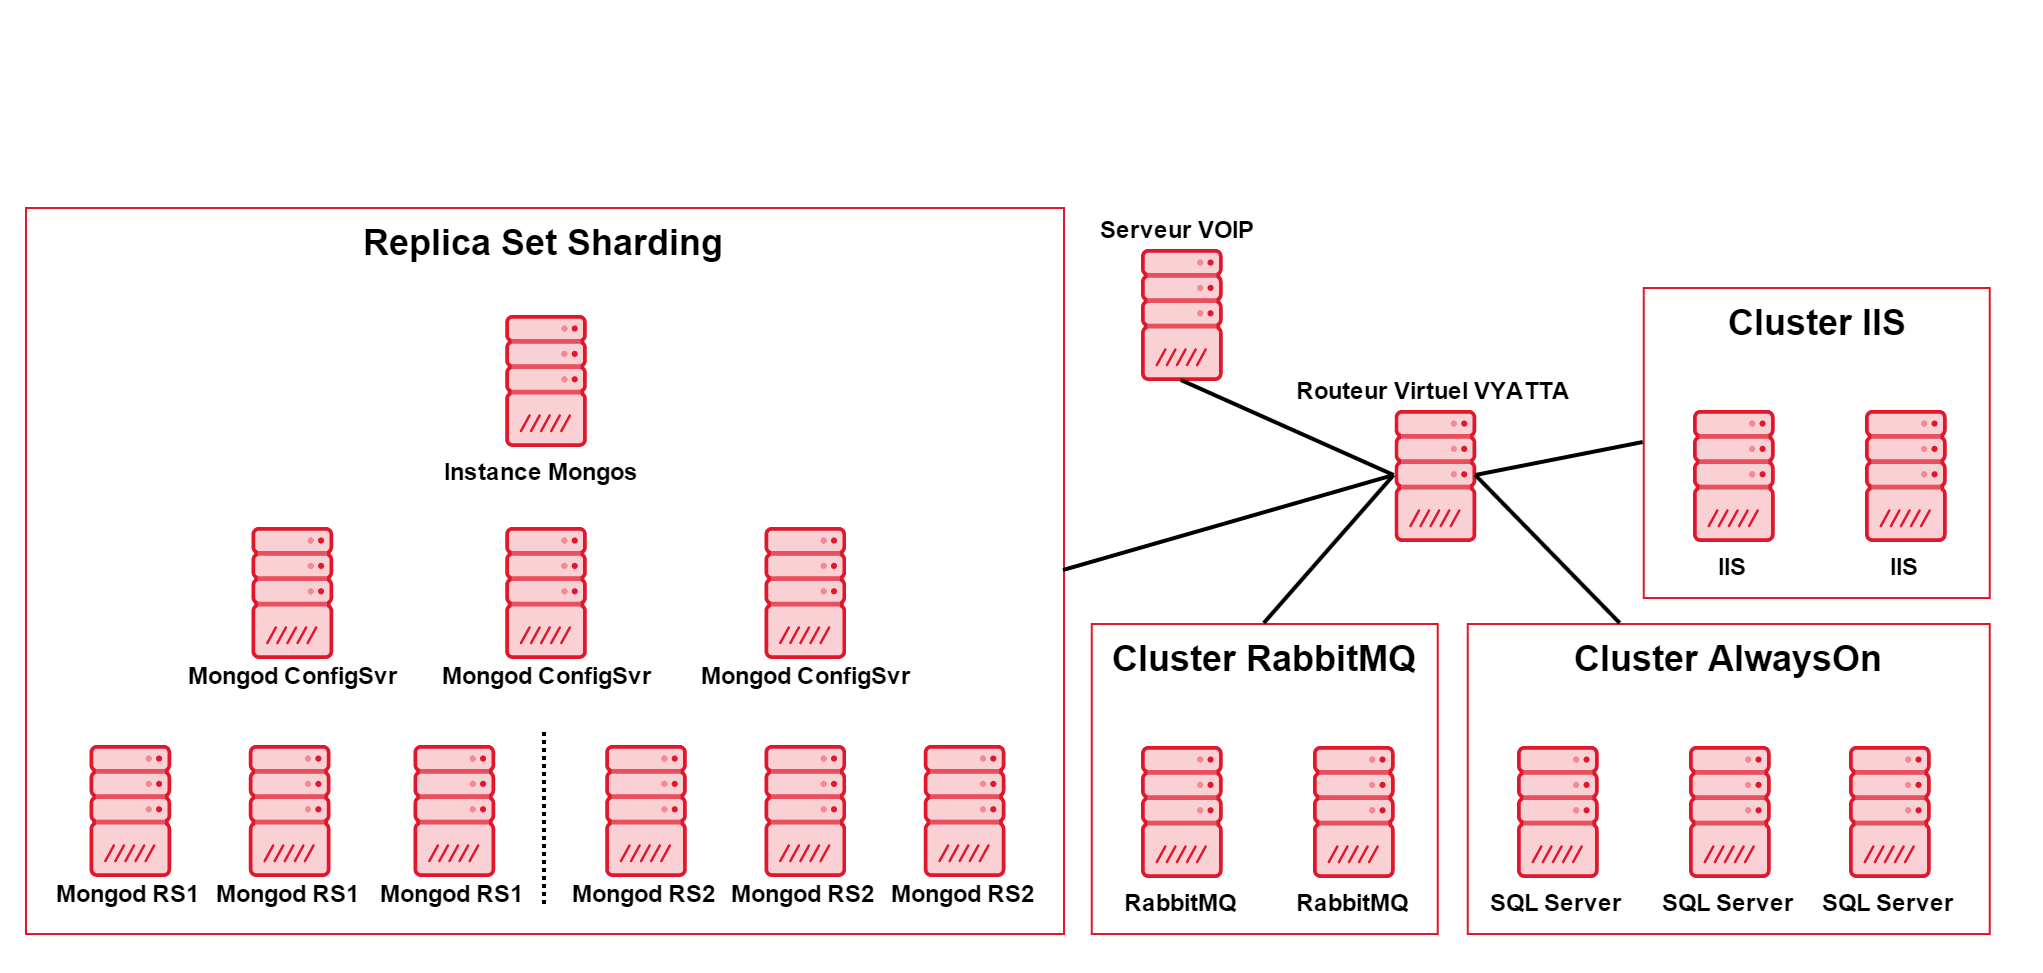 Replica Set Sharding
Instance Mongos
Mongod ConfigSvr
Mongod ConfigSvr
Mongod ConfigSvr
Mongod RS1
Mongod RS1
Mongod RS1
Mongod RS2
Mongod RS2
Mongod RS2
Serveur VOIP
Routeur Virtuel VYATTA
Cluster IIS
IIS
IIS
Cluster RabbitMQ
RabbitMQ
RabbitMQ
Cluster AlwaysOn
SQL Server
SQL Server
SQL Server